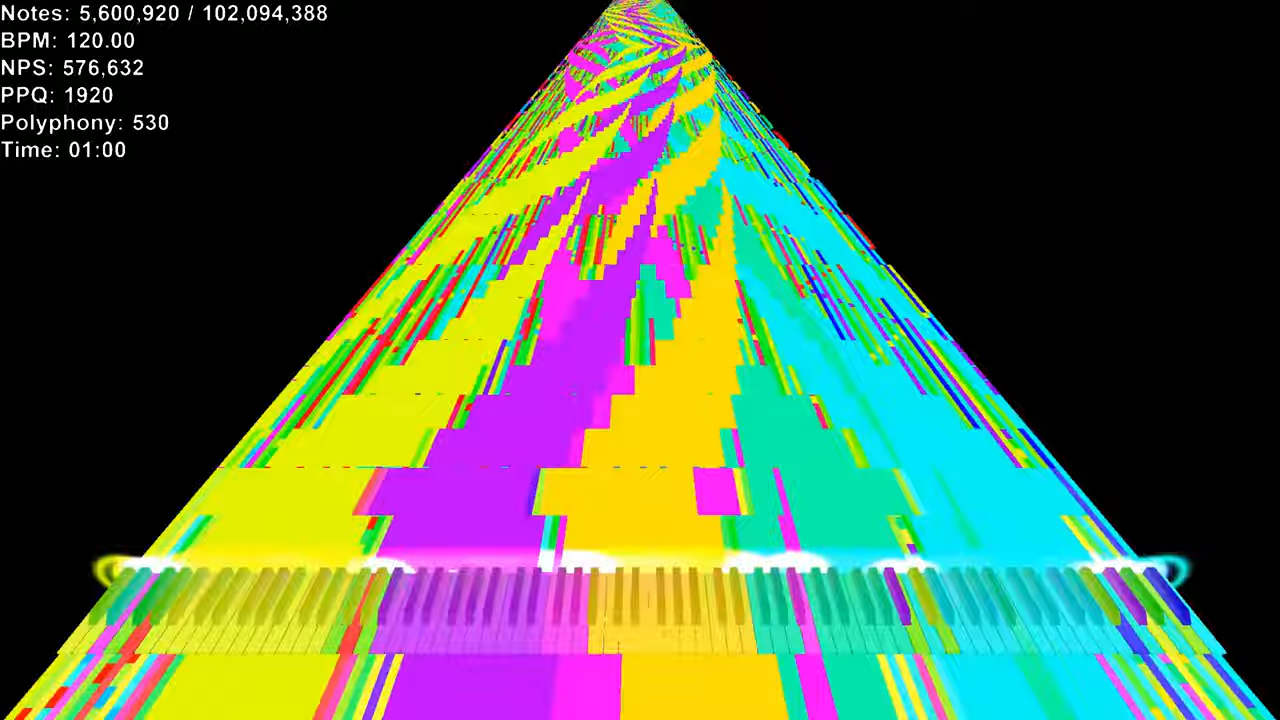 Notes: 5,600,920 / 102,094,388
BPM: 120.00
NPS: 576,632
PPQ: 1920
Polyphony: 530
Time: 01:00